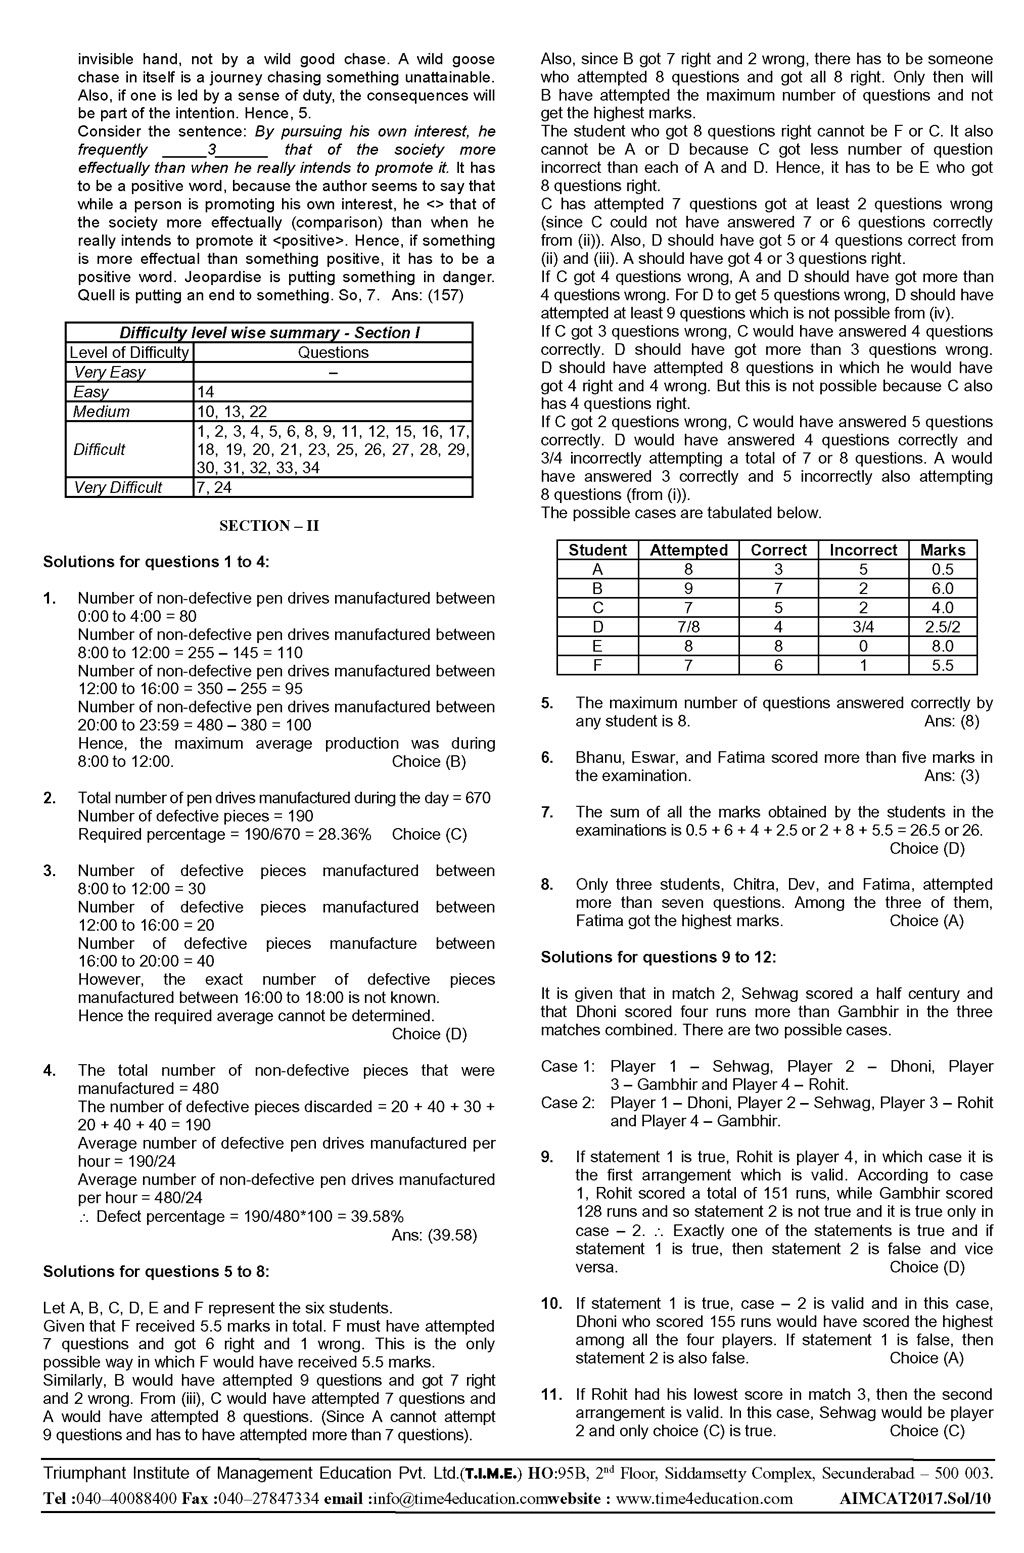 invisible hand, not by a wild good chase. A wild goose
chase in itself is a journey chasing something unattainable.
Also, if one is led by a sense of duty, the consequences will
be part of the intention. Hence, 5.
Consider the sentence: By pursuing his own interest, he
frequently _____3______ that of the society more
effectually than when he really intends to promote it. It has
to be a positive word, because the author seems to say that
while a person is promoting his own interest, he <> that of
the society more effectually (comparison) than when he
really intends to promote it <positive>. Hence, if something
is more effectual than something positive, it has to be a
positive word. Jeopardise is putting something in danger.
Quell is putting an end to something. So, 7. Ans: (157)
Difficulty level wise summary - Section I
Level of Difficulty Questions
Very Easy –
Easy 14
Medium 10, 13, 22
Difficult 1, 2, 3, 4, 5, 6, 8, 9, 11, 12, 15, 16, 17,
18, 19, 20, 21, 23, 25, 26, 27, 28, 29,
30, 31, 32, 33, 34
Very Difficult 7, 24
SECTION – II
Solutions for questions 1 to 4:
1. Number of non-defective pen drives manufactured between
0:00 to 4:00 = 80
Number of non-defective pen drives manufactured between
8:00 to 12:00 = 255 – 145 = 110
Number of non-defective pen drives manufactured between
12:00 to 16:00 = 350 – 255 = 95
Number of non-defective pen drives manufactured between
20:00 to 23:59 = 480 – 380 = 100
Hence, the maximum average production was during
8:00 to 12:00. Choice (B)
2. Total number of pen drives manufactured during the day = 670
Number of defective pieces = 190
Required percentage = 190/670 = 28.36% Choice (C)
3. Number of defective pieces manufactured between
8:00 to 12:00 = 30
Number of defective pieces manufactured between
12:00 to 16:00 = 20
Number of defective pieces manufacture between
16:00 to 20:00 = 40
However, the exact number of defective pieces
manufactured between 16:00 to 18:00 is not known.
Hence the required average cannot be determined.
Choice (D)
4. The total number of non-defective pieces that were
manufactured = 480
The number of defective pieces discarded = 20 + 40 + 30 +
20 + 40 + 40 = 190
Average number of defective pen drives manufactured per
hour = 190/24
Average number of non-defective pen drives manufactured
per hour = 480/24
∴ Defect percentage = 190/480*100 = 39.58%
Ans: (39.58)
Solutions for questions 5 to 8:
Let A, B, C, D, E and F represent the six students.
Given that F received 5.5 marks in total. F must have attempted
7 questions and got 6 right and 1 wrong. This is the only
possible way in which F would have received 5.5 marks.
Similarly, B would have attempted 9 questions and got 7 right
and 2 wrong. From (iii), C would have attempted 7 questions and
A would have attempted 8 questions. (Since A cannot attempt
9 questions and has to have attempted more than 7 questions).
Also, since B got 7 right and 2 wrong, there has to be someone
who attempted 8 questions and got all 8 right. Only then will
B have attempted the maximum number of questions and not
get the highest marks.
The student who got 8 questions right cannot be F or C. It also
cannot be A or D because C got less number of question
incorrect than each of A and D. Hence, it has to be E who got
8 questions right.
C has attempted 7 questions got at least 2 questions wrong
(since C could not have answered 7 or 6 questions correctly
from (ii)). Also, D should have got 5 or 4 questions correct from
(ii) and (iii). A should have got 4 or 3 questions right.
If C got 4 questions wrong, A and D should have got more than
4 questions wrong. For D to get 5 questions wrong, D should have
attempted at least 9 questions which is not possible from (iv).
If C got 3 questions wrong, C would have answered 4 questions
correctly. D should have got more than 3 questions wrong.
D should have attempted 8 questions in which he would have
got 4 right and 4 wrong. But this is not possible because C also
has 4 questions right.
If C got 2 questions wrong, C would have answered 5 questions
correctly. D would have answered 4 questions correctly and
3/4 incorrectly attempting a total of 7 or 8 questions. A would
have answered 3 correctly and 5 incorrectly also attempting
8 questions (from (i)).
The possible cases are tabulated below.
Student Attempted Correct Incorrect Marks
A 8 3 5 0.5
B 9 7 2 6.0
C 7 5 2 4.0
D 7/8 4 3/4 2.5/2
E 8 8 0 8.0
F 7 6 1 5.5
5. The maximum number of questions answered correctly by
any student is 8. Ans: (8)
6. Bhanu, Eswar, and Fatima scored more than five marks in
the examination. Ans: (3)
7. The sum of all the marks obtained by the students in the
examinations is 0.5 + 6 + 4 + 2.5 or 2 + 8 + 5.5 = 26.5 or 26.
Choice (D)
8. Only three students, Chitra, Dev, and Fatima, attempted
more than seven questions. Among the three of them,
Fatima got the highest marks. Choice (A)
Solutions for questions 9 to 12:
It is given that in match 2, Sehwag scored a half century and
that Dhoni scored four runs more than Gambhir in the three
matches combined. There are two possible cases.
Case 1: Player 1 – Sehwag, Player 2 – Dhoni, Player
3 – Gambhir and Player 4 – Rohit.
Case 2: Player 1 – Dhoni, Player 2 – Sehwag, Player 3 – Rohit
and Player 4 – Gambhir.
9. If statement 1 is true, Rohit is player 4, in which case it is
the first arrangement which is valid. According to case
1, Rohit scored a total of 151 runs, while Gambhir scored
128 runs and so statement 2 is not true and it is true only in
case – 2. ∴ Exactly one of the statements is true and if
statement 1 is true, then statement 2 is false and vice
versa. Choice (D)
10. If statement 1 is true, case – 2 is valid and in this case,
Dhoni who scored 155 runs would have scored the highest
among all the four players. If statement 1 is false, then
statement 2 is also false. Choice (A)
11. If Rohit had his lowest score in match 3, then the second
arrangement is valid. In this case, Sehwag would be player
2 and only choice (C) is true. Choice (C)
Triumphant Institute of Management Education Pvt. Ltd.(T.I.M.E.) HO:95B, 2nd Floor, Siddamsetty Complex, Secunderabad – 500 003.
Tel :040–40088400 Fax :040–27847334 email :info@time4education.comwebsite : www.time4education.com AIMCAT2017.Sol/10